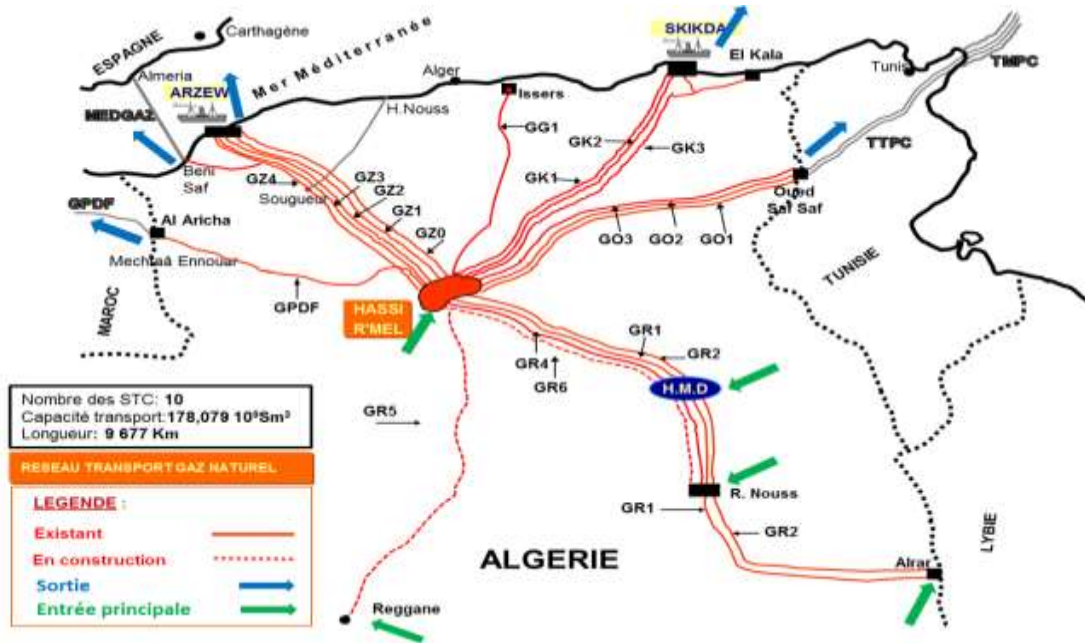 ESPAGNE
Carthagène
Almeria
MEDGAZ
ARZEW
Mer Méditerranée
Alger
H.Nouss
Issers
SKIKDA
El Kala
Tunis
TMPC
TTPC
GG1
GK2
GK3
GK1
Beni
Saf
GZ4
GZ3
GZ2
GZ1
GZ0
Sougueur
Oued
Saf Saf
GO3
GO2
GO1
GPDF
Al Aricha
Mechtaâ Ennouar
GPDF
MAROC
TUNISIE
HASSI
R'MEL
GR1
GR2
GR4
GR6
H.M.D
GR5
R. Nouss
GR1
GR2
ALGERIE
Alrar
LYBIE
Reggane
Nombre des STC: 10
Capacité transport:178,079 10⁹Sm³
Longueur: 9 677 Km
RESEAU TRANSPORT GAZ NATUREL
LEGENDE :
Existant
En construction
Sortie
Entrée principale